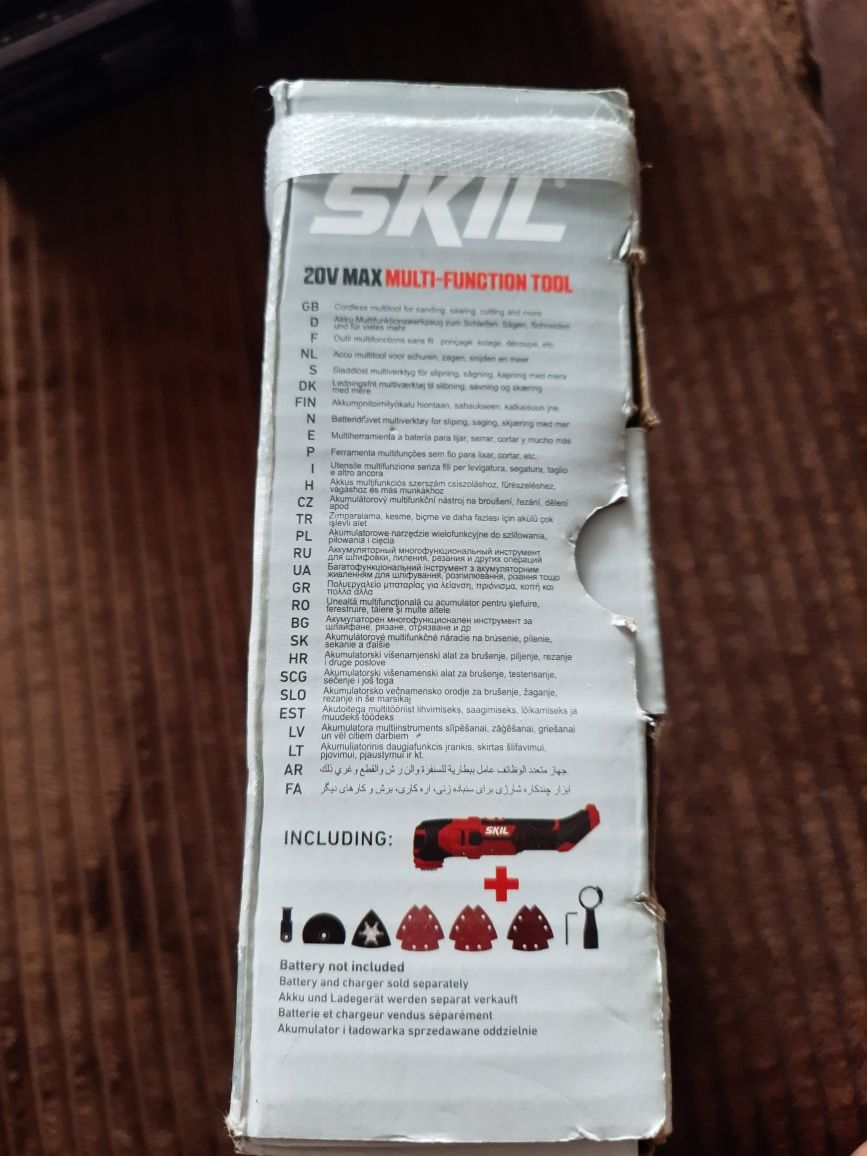 SKIL
20V MAX MULTI-FUNCTION TOOL
GB Cordless multitool for sanding, sawing, cutting and more
D Akku-Multifunktionswerkzeug zum Schleifen, Sägen, Schneiden
und für vieles mehr
F Outil multifonctions sans fil : ponçage, sciage, découpe, etc.
NL Accu multitool voor schuren, zagen, snijden en meer
S Sladdlöst multiverktyg för slipning, sågning, kapning med mera
DK Ledningsfrit multiværktøj til slibning, savning og skæring
med mere
FIN Akkumonitoimityökalu hiontaan, sahaukseen, katkaisuun jne.
N Batteridrevet multiverktøy for sliping, saging, skjæring med mer
E Multiherramienta a batería para lijar, serrar, cortar y mucho más
P Ferramenta multifunções sem fio para lixar, cortar, etc.
I Utensile multifunzione senza fili per levigatura, segatura, taglio
e altro ancora
H Akkus multifunkciós szerszám csiszoláshoz, fűrészeléshez,
vágáshoz és más munkákhoz
CZ Akumulátorový multifunkční nástroj na broušení, řezání, dělení
apod
TR Zımparalama, kesme, biçme ve daha fazlası için akülü çok
işlevli alet
PL Akumulatorowe narzędzie wielofunkcyjne do szlifowania,
piłowania i cięcia
RU Аккумуляторный многофункциональный инструмент
для шлифовки, пиления, резания и других операций
UA Багатофункціональний інструмент з акумуляторним
живленням для шліфування, розпилювання, різання тощо
GR Πολυεργαλείο μπαταρίας για λείανση, πριόνισμα, κοπή και
πολλά άλλα
RO Unealtă multifuncțională cu acumulator pentru șlefuire,
ferestruire, tăiere și multe altele
BG Акумулаторен многофункционален инструмент за
шлайфане, рязане, отрязване и др
SK Akumulátorové multifunkčné náradie na brúsenie, pílenie,
sekanie a ďalšie
HR Akumulatorski višenamjenski alat za brušenje, piljenje, rezanje
i druge poslove
SCG Akumulatorski višenamenski alat za brušenje, testerisanje,
sečenje i još toga
SLO Akumulatorsko večnamensko orodje za brušenje, žaganje,
rezanje in še marsikaj
EST Akutoitega multitööriist lihvimiseks, saagimiseks, lõikamiseks ja
muudeks töödeks
LV Akumulatora multiinstruments slīpēšanai, zāģēšanai, griešanai
un vēl citiem darbiem
LT Akumuliatorinis daugiafunkcis įrankis, skirtas šlifavimui,
pjovimui, pjaustymui ir kt.
AR جهاز متعدد الوظائف عامل ببطارية للسنفرة والن ر ش والقطع و غري ذلك
FA ابزار چندکاره شارژی برای سنباده زنی، اره کاری، برش و کارهای دیگر
INCLUDING:
SKIL
Battery not included
Battery and charger sold separately
Akku und Ladegerät werden separat verkauft
Batterie et chargeur vendus séparément
Akumulator i ładowarka sprzedawane oddzielnie